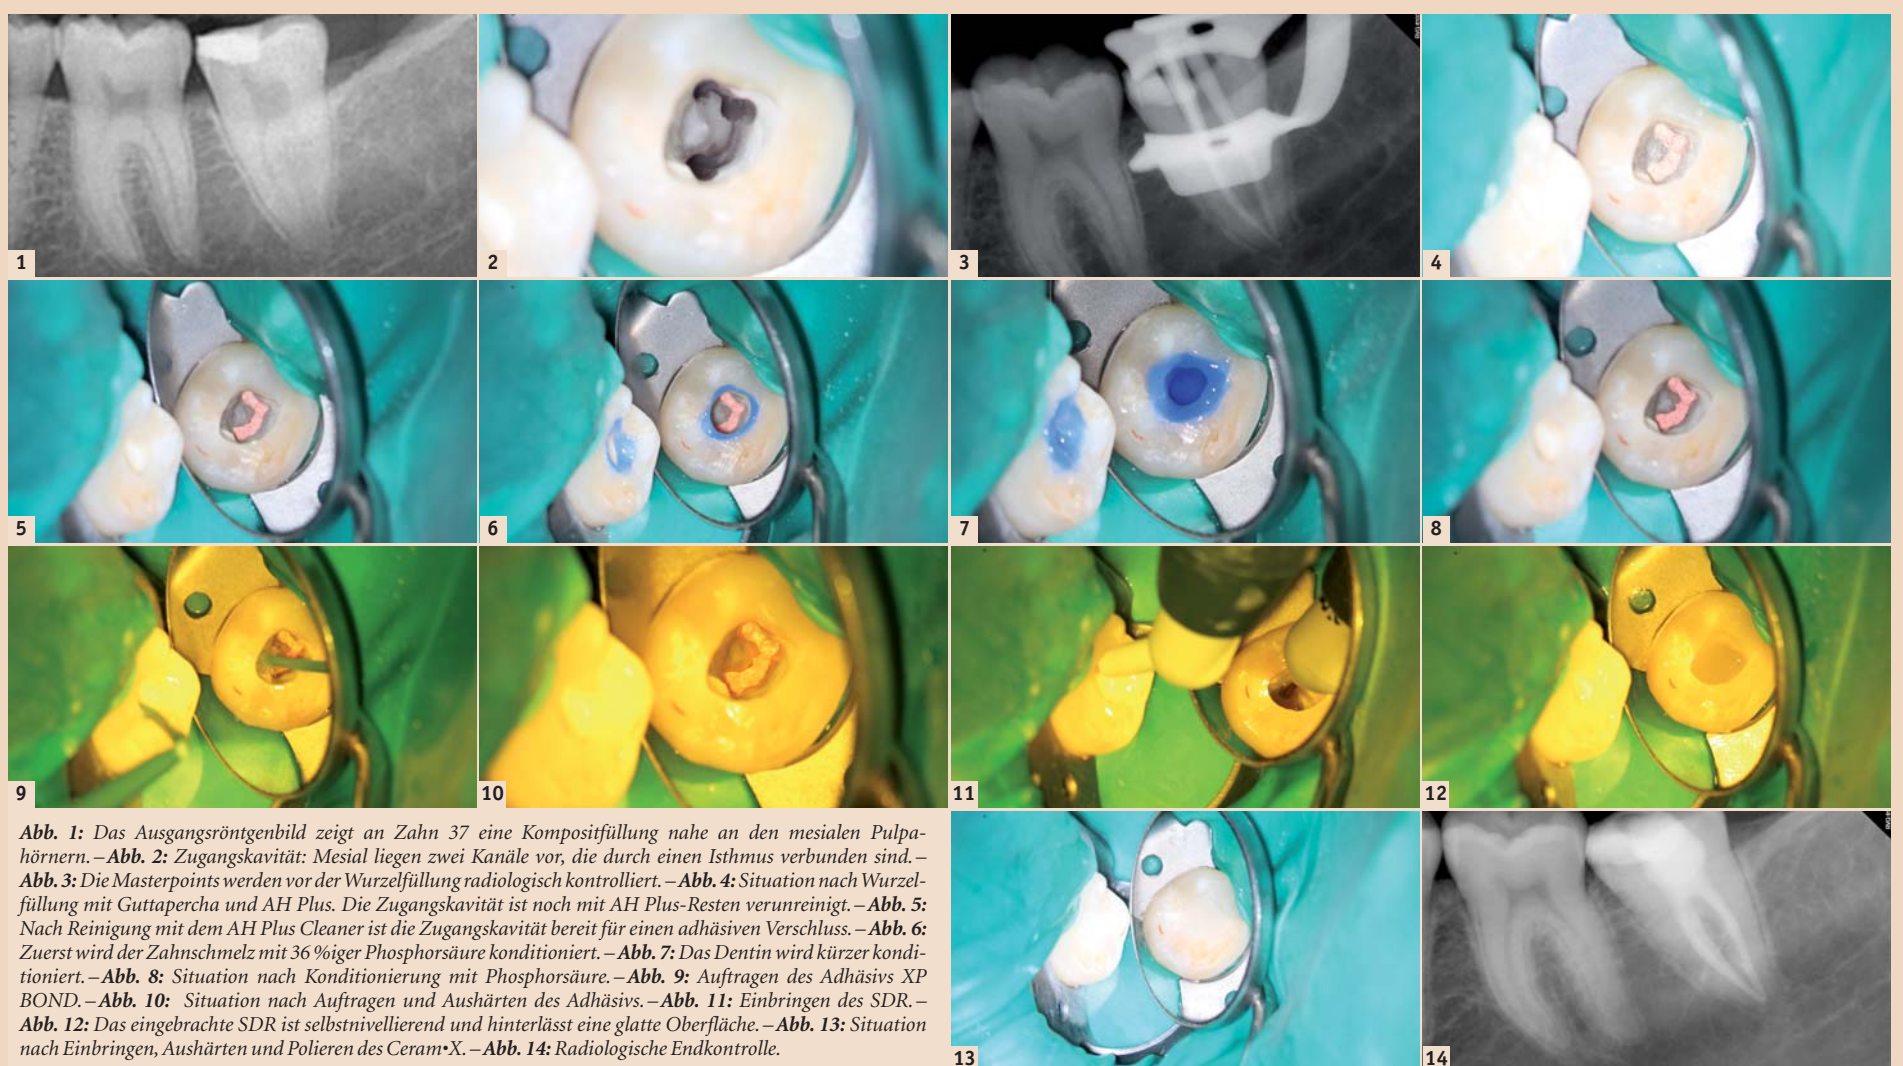 1
2
3
4
5
6
7
8
9
10
11
12
Abb. 1: Das Ausgangsröntgenbild zeigt an Zahn 37 eine Kompositfüllung nahe an den mesialen Pulpa-
hörnern. – Abb. 2: Zugangskavität: Mesial liegen zwei Kanäle vor, die durch einen Isthmus verbunden sind. –
Abb. 3: Die Masterpoints werden vor der Wurzelfüllung radiologisch kontrolliert. – Abb. 4: Situation nach Wurzel-
füllung mit Guttapercha und AH Plus. Die Zugangskavität ist noch mit AH Plus-Resten verunreinigt. – Abb. 5:
Nach Reinigung mit dem AH Plus Cleaner ist die Zugangskavität bereit für einen adhäsiven Verschluss. – Abb. 6:
Zuerst wird der Zahnschmelz mit 36 %iger Phosphorsäure konditioniert. – Abb. 7: Das Dentin wird kürzer kondi-
tioniert. – Abb. 8: Situation nach Konditionierung mit Phosphorsäure. – Abb. 9: Auftragen des Adhäsivs XP
BOND. – Abb. 10: Situation nach Auftragen und Aushärten des Adhäsivs. – Abb. 11: Einbringen des SDR. –
Abb. 12: Das eingebrachte SDR ist selbstnivellierend und hinterlässt eine glatte Oberfläche. – Abb. 13: Situation
nach Einbringen, Aushärten und Polieren des Ceram•X. – Abb. 14: Radiologische Endkontrolle.
13
14